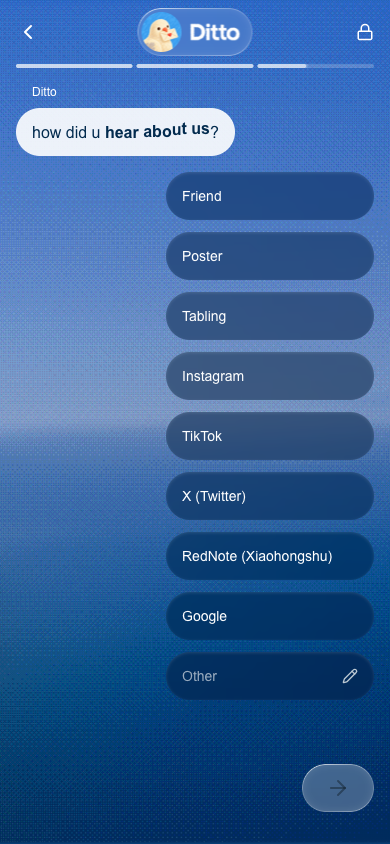 Ditto
Ditto
how did u hear about us?
Friend
Poster
Tabling
Instagram
TikTok
X (Twitter)
RedNote (Xiaohongshu)
Google
Other